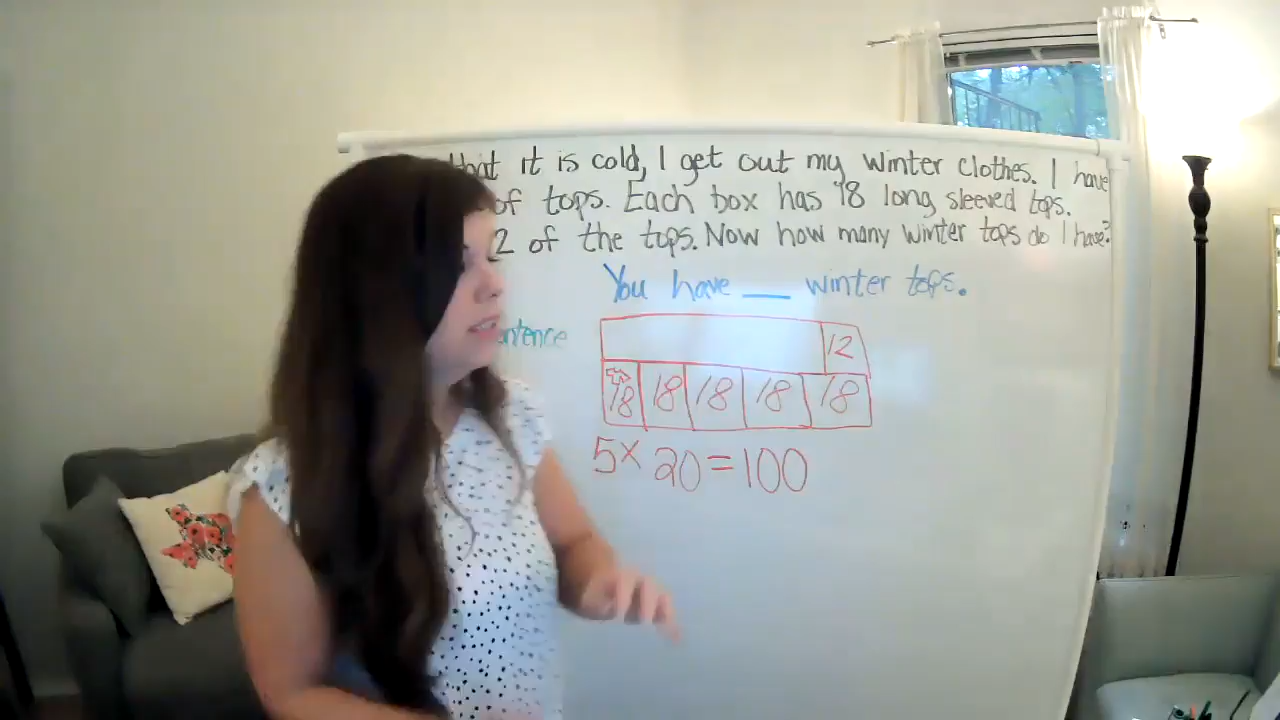 that it is cold, I get out my winter clothes. I have
of tops. Each box has 18 long sleeved tops.
2 of the tops. Now how many winter tops do I have?
You have ___ winter tops.
entence
12
18 18 18 18 18
5 x 20 = 100